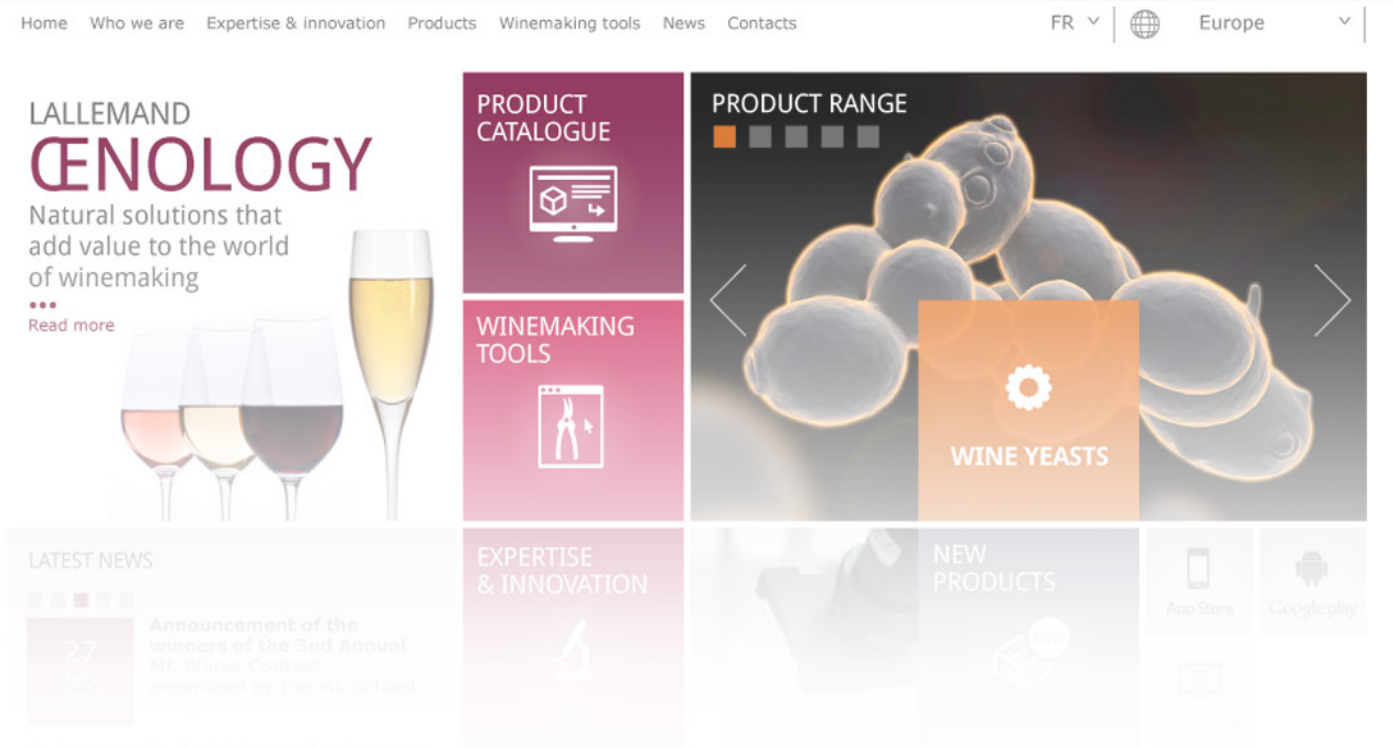 Home Who we are Expertise & innovation Products Winemaking tools News Contacts
FR Europe
LALLEMAND
ŒNOLOGY
Natural solutions that
add value to the world
of winemaking
Read more
PRODUCT
CATALOGUE
WINEMAKING
TOOLS
PRODUCT RANGE
WINE YEASTS
LATEST NEWS
27
Announcement of the
winners of the 3nd Annual
ML Wines Contest
organised by the ML School
EXPERTISE
& INNOVATION
NEW
PRODUCTS
NEW
App Store
Google play